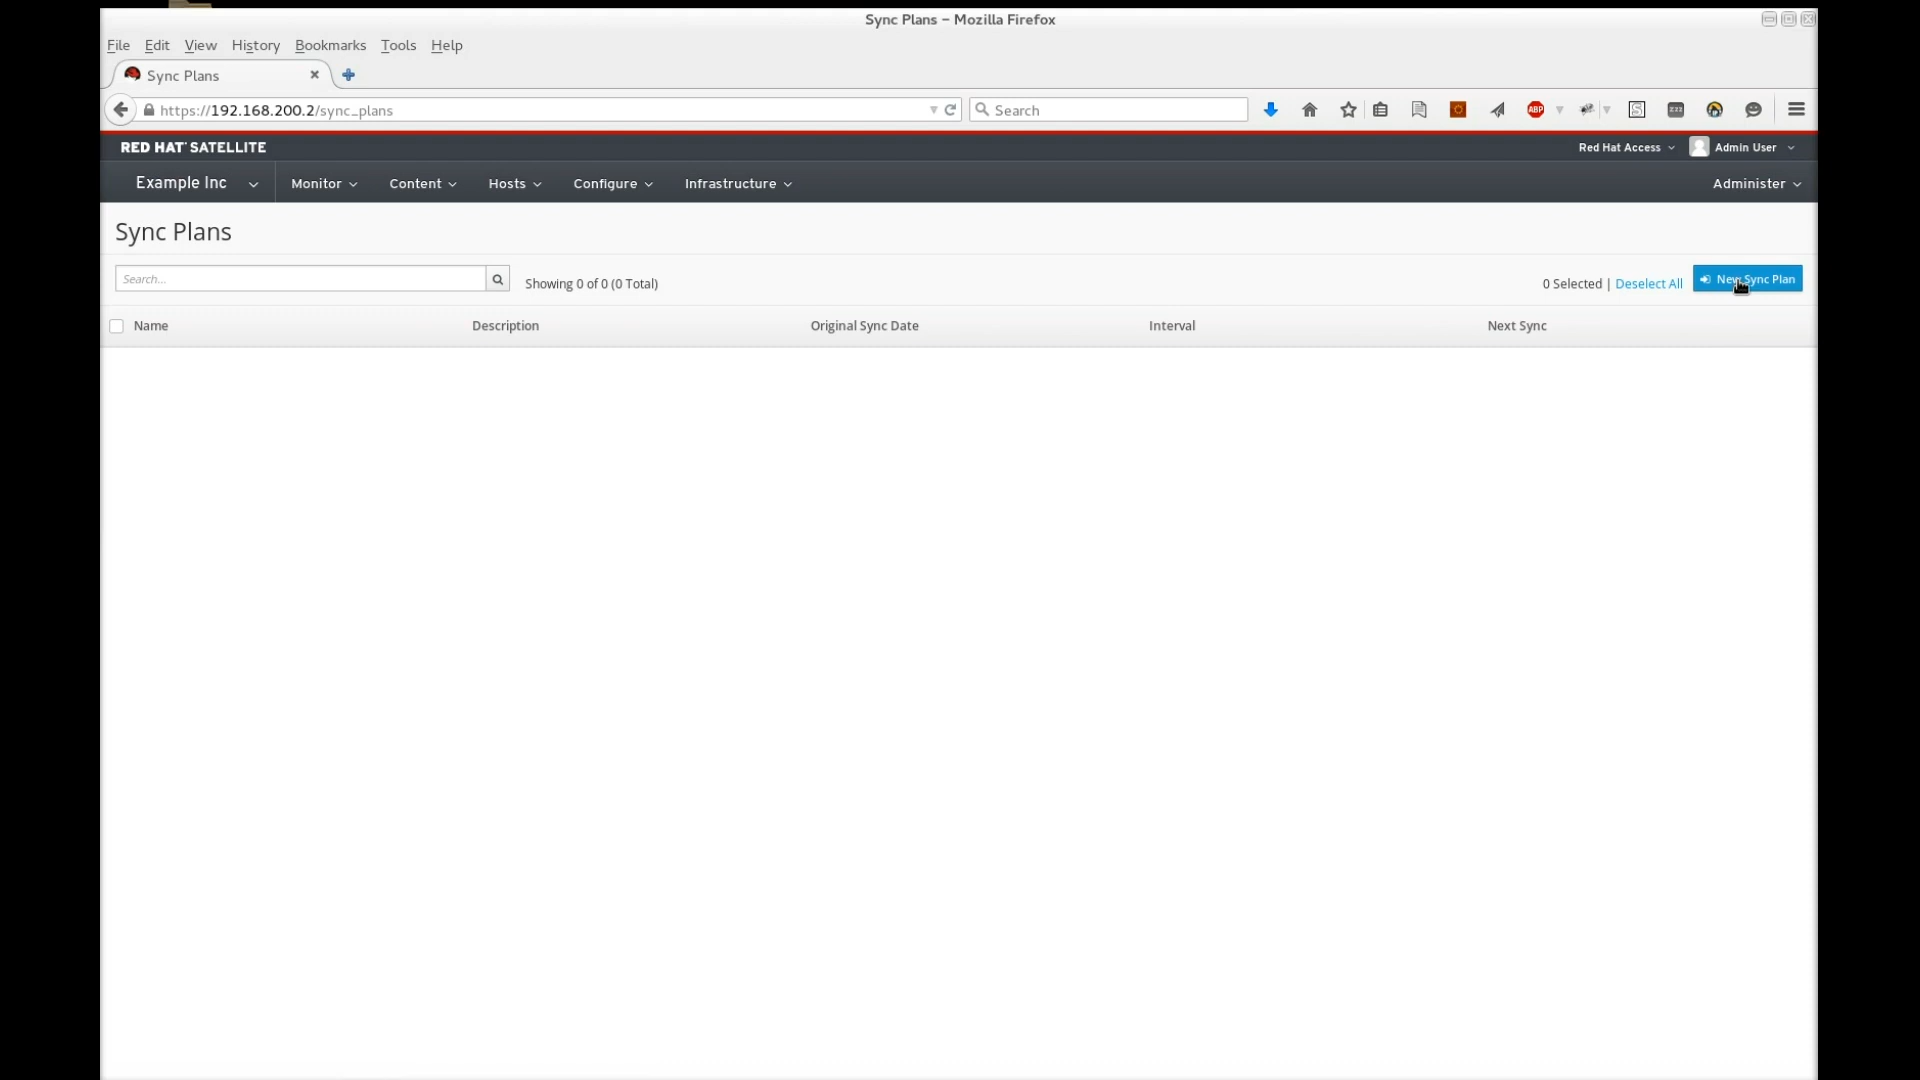 Sync Plans – Mozilla Firefox
File Edit View History Bookmarks Tools Help
Sync Plans
https://192.168.200.2/sync_plans
Search
ABP
S
zzz
RED HAT SATELLITE
Red Hat Access
Admin User
Example Inc
Monitor
Content
Hosts
Configure
Infrastructure
Administer
Sync Plans
Search...
Showing 0 of 0 (0 Total)
0 Selected | Deselect All
New Sync Plan
Name
Description
Original Sync Date
Interval
Next Sync